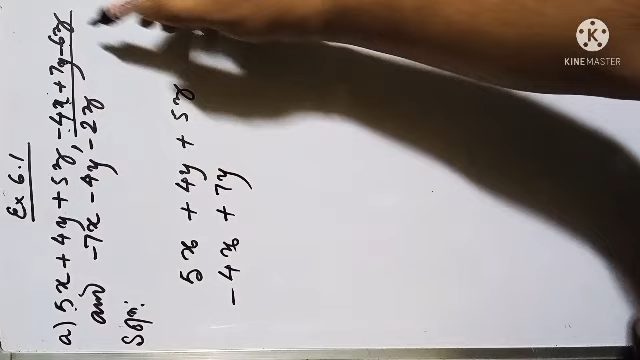 Ex 6.1
a) 5x + 4y + 5z, -4x + 7y - 6z
and -7x - 4y - 2z
Soln:
5x + 4y + 5z
-4x + 7y
KINEMASTER